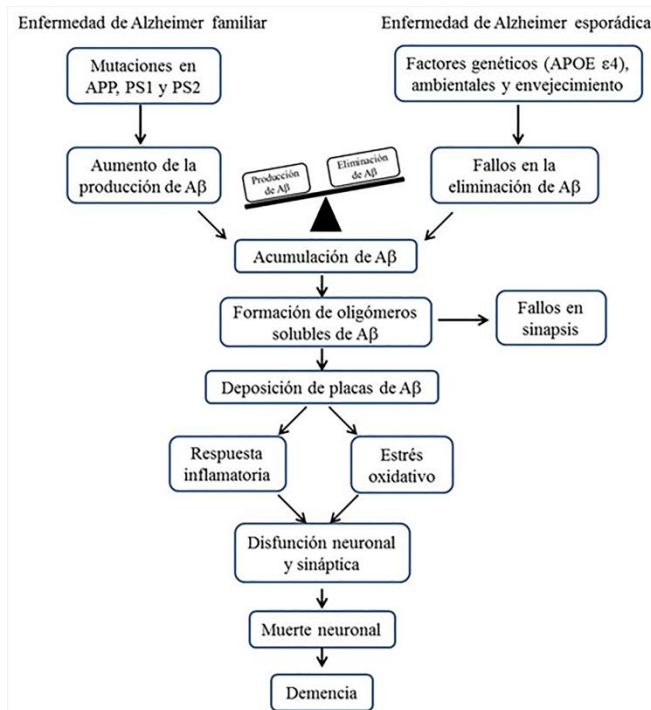 Enfermedad de Alzheimer familiar
Enfermedad de Alzheimer esporádica
Mutaciones en
APP, PS1 y PS2
Factores genéticos (APOE ε4),
ambientales y envejecimiento
Aumento de la
producción de Aβ
Producción
de Aβ
Eliminación
de Aβ
Fallos en la
eliminación de Aβ
Acumulación de Aβ
Formación de oligómeros
solubles de Aβ
Fallos en
sinapsis
Deposición de placas de Aβ
Respuesta
inflamatoria
Estrés
oxidativo
Disfunción neuronal
y sináptica
Muerte neuronal
Demencia